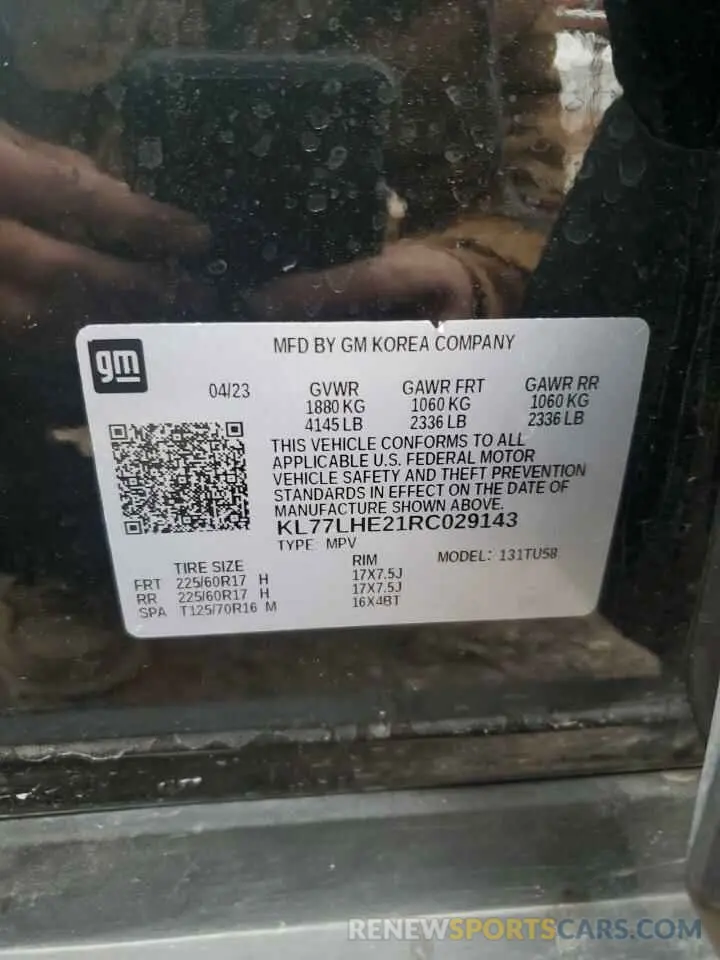 gm
MFD BY GM KOREA COMPANY
04/23
GVWR GAWR FRT GAWR RR
1880 KG 1060 KG 1060 KG
4145 LB 2336 LB 2336 LB
THIS VEHICLE CONFORMS TO ALL
APPLICABLE U.S. FEDERAL MOTOR
VEHICLE SAFETY AND THEFT PREVENTION
STANDARDS IN EFFECT ON THE DATE OF
MANUFACTURE SHOWN ABOVE.
KL77LHE21RC029143
TYPE: MPV MODEL: 131TU58
TIRE SIZE RIM
FRT 225/60R17 H 17X7.5J
RR 225/60R17 H 17X7.5J
SPA T125/70R16 M 16X4BT
RENEWSPORTSCARS.COM